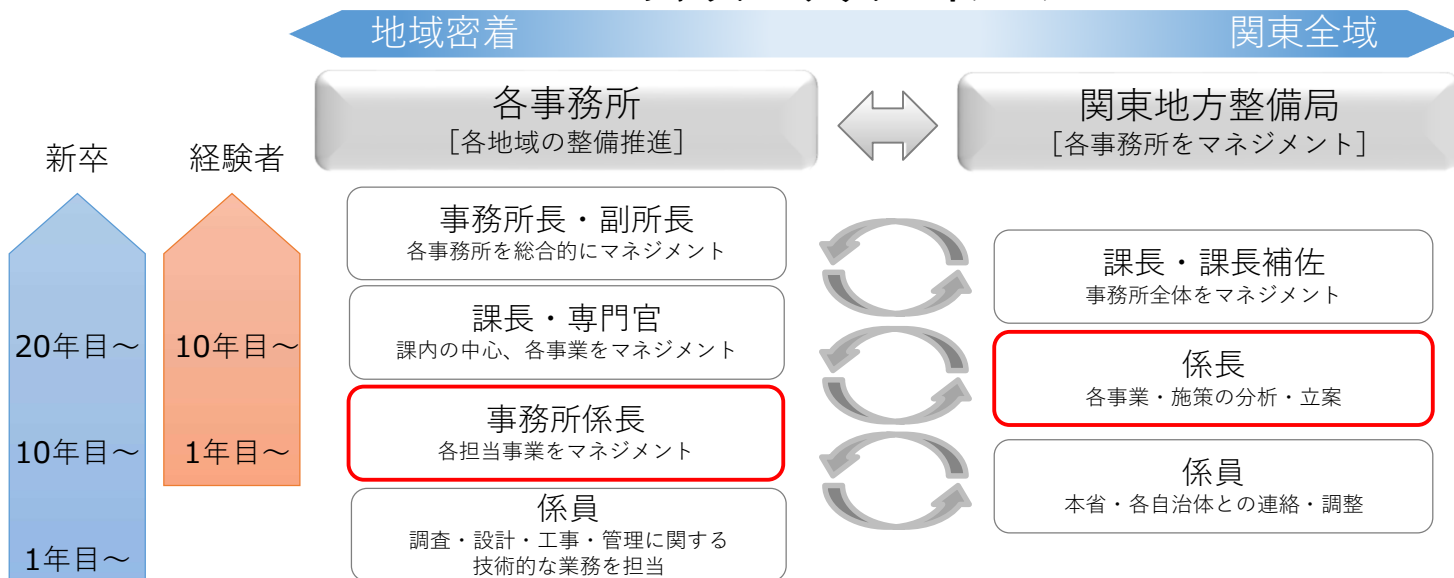 地域密着
関東全域
各事務所
[各地域の整備推進]
関東地方整備局
[各事務所をマネジメント]
新卒
経験者
20年目～
10年目～
1年目～
10年目～
1年目～
事務所長・副所長
各事務所を総合的にマネジメント
課長・専門官
課内の中心、各事業をマネジメント
事務所係長
各担当事業をマネジメント
係員
調査・設計・工事・管理に関する
技術的な業務を担当
課長・課長補佐
事務所全体をマネジメント
係長
各事業・施策の分析・立案
係員
本省・各自治体との連絡・調整